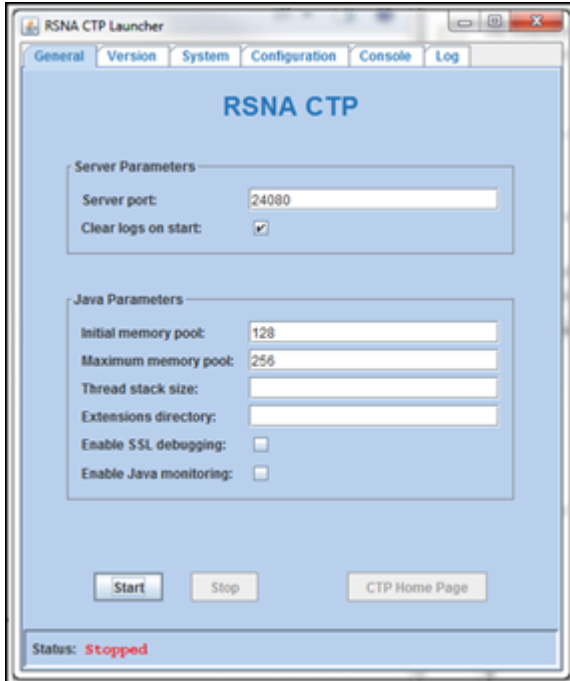 RSNA CTP Launcher
General Version System Configuration Console Log
RSNA CTP
Server Parameters
Server port: 24080
Clear logs on start:
Java Parameters
Initial memory pool: 128
Maximum memory pool: 256
Thread stack size:
Extensions directory:
Enable SSL debugging:
Enable Java monitoring:
Start Stop CTP Home Page
Status: Stopped